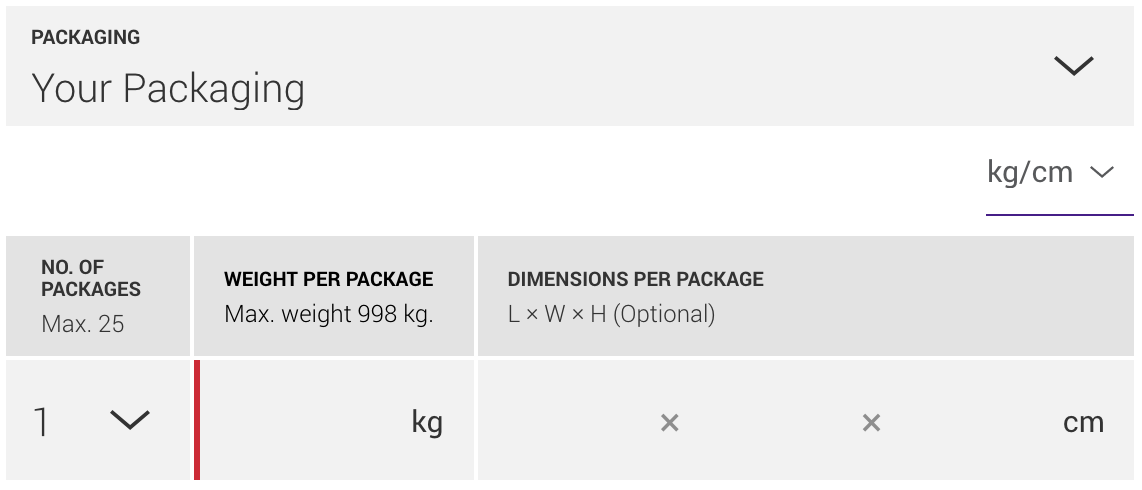 PACKAGING
Your Packaging
kg/cm
NO. OF
PACKAGES
Max. 25
WEIGHT PER PACKAGE
Max. weight 998 kg.
DIMENSIONS PER PACKAGE
L × W × H (Optional)
1
kg
× × cm